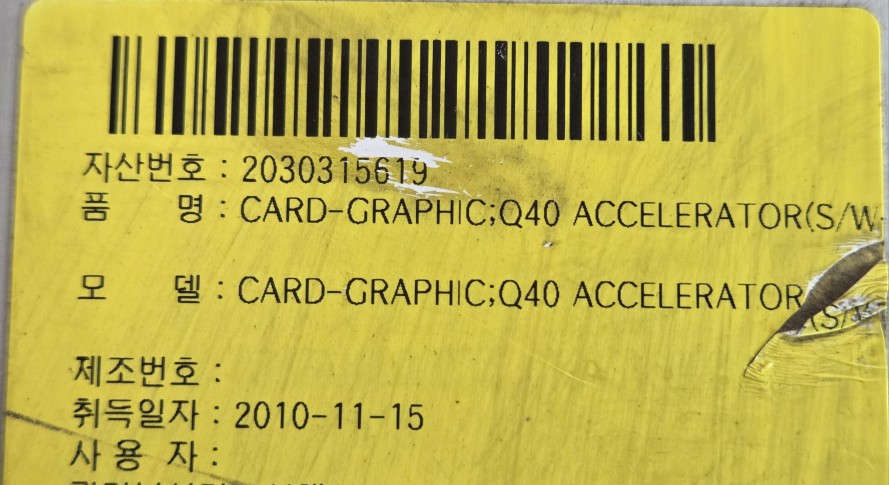 자산번호 : 2030315619
품 명 : CARD-GRAPHIC;Q40 ACCELERATOR(S/W
모 델 : CARD-GRAPHIC;Q40 ACCELERATOR
제조번호 :
취득일자 : 2010-11-15
사 용 자 :